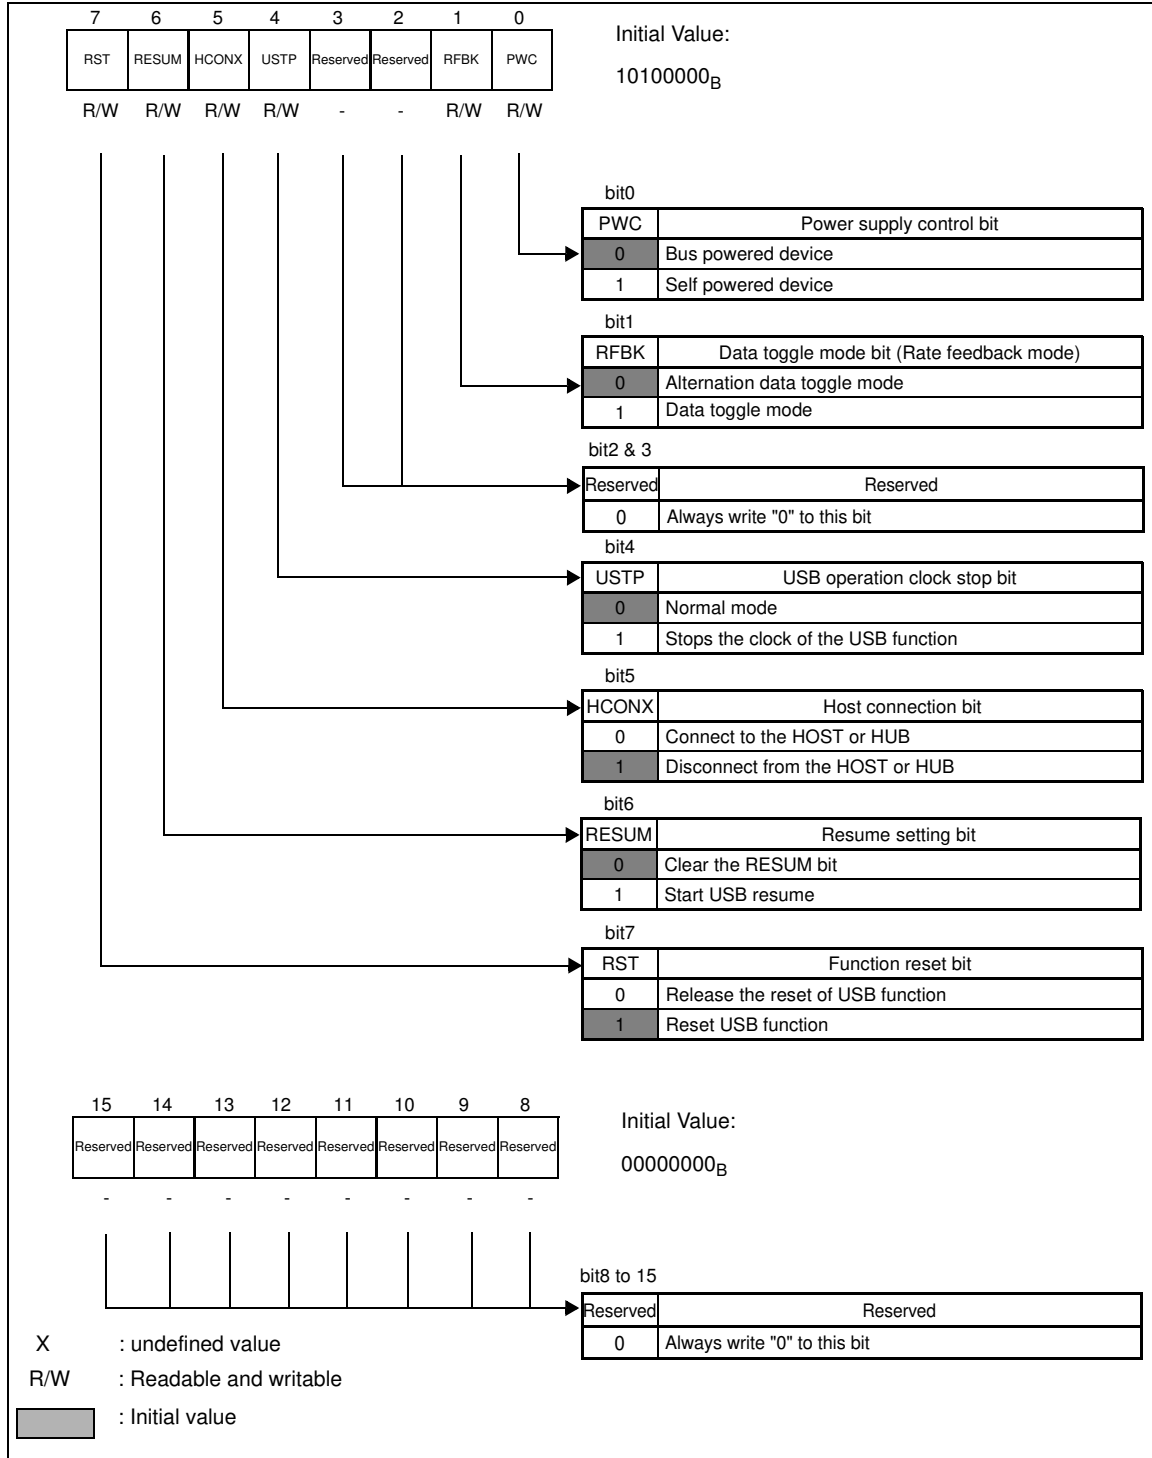 7 6 5 4 3 2 1 0
RST RESUM HCONX USTP Reserved Reserved RFBK PWC
R/W R/W R/W R/W - - R/W R/W
Initial Value:
10100000B
bit0
PWC Power supply control bit
0 Bus powered device
1 Self powered device
bit1
RFBK Data toggle mode bit (Rate feedback mode)
0 Alternation data toggle mode
1 Data toggle mode
bit2 & 3
Reserved Reserved
0 Always write "0" to this bit
bit4
USTP USB operation clock stop bit
0 Normal mode
1 Stops the clock of the USB function
bit5
HCONX Host connection bit
0 Connect to the HOST or HUB
1 Disconnect from the HOST or HUB
bit6
RESUM Resume setting bit
0 Clear the RESUM bit
1 Start USB resume
bit7
RST Function reset bit
0 Release the reset of USB function
1 Reset USB function
15 14 13 12 11 10 9 8
Reserved Reserved Reserved Reserved Reserved Reserved Reserved Reserved
- - - - - - - -
Initial Value:
00000000B
bit8 to 15
Reserved Reserved
0 Always write "0" to this bit
X : undefined value
R/W : Readable and writable
: Initial value